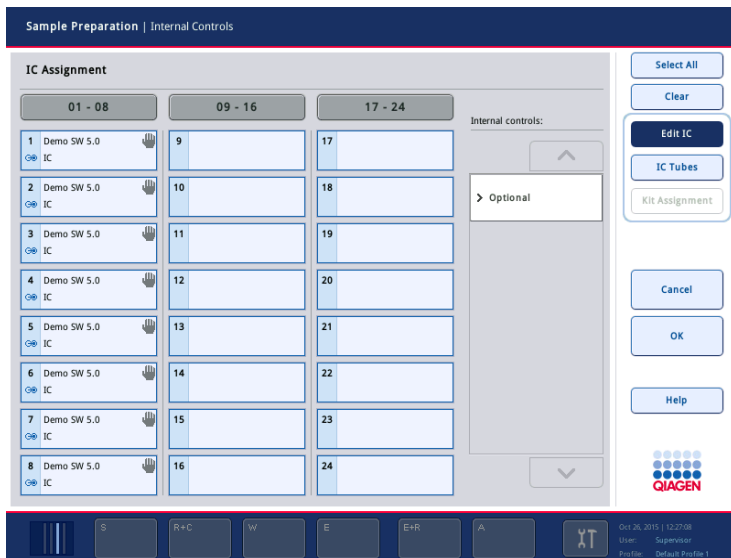 Sample Preparation | Internal Controls
IC Assignment
01 - 08
09 - 16
17 - 24
1 Demo SW 5.0
IC
2 Demo SW 5.0
IC
3 Demo SW 5.0
IC
4 Demo SW 5.0
IC
5 Demo SW 5.0
IC
6 Demo SW 5.0
IC
7 Demo SW 5.0
IC
8 Demo SW 5.0
IC
9
10
11
12
13
14
15
16
17
18
19
20
21
22
23
24
Internal controls:
Optional
Select All
Clear
Edit IC
IC Tubes
Kit Assignment
Cancel
OK
Help
QIAGEN
S
R+C
W
E
E+R
A
Oct 26, 2015 | 12:27:08
User: Supervisor
Profile: Default Profile 1